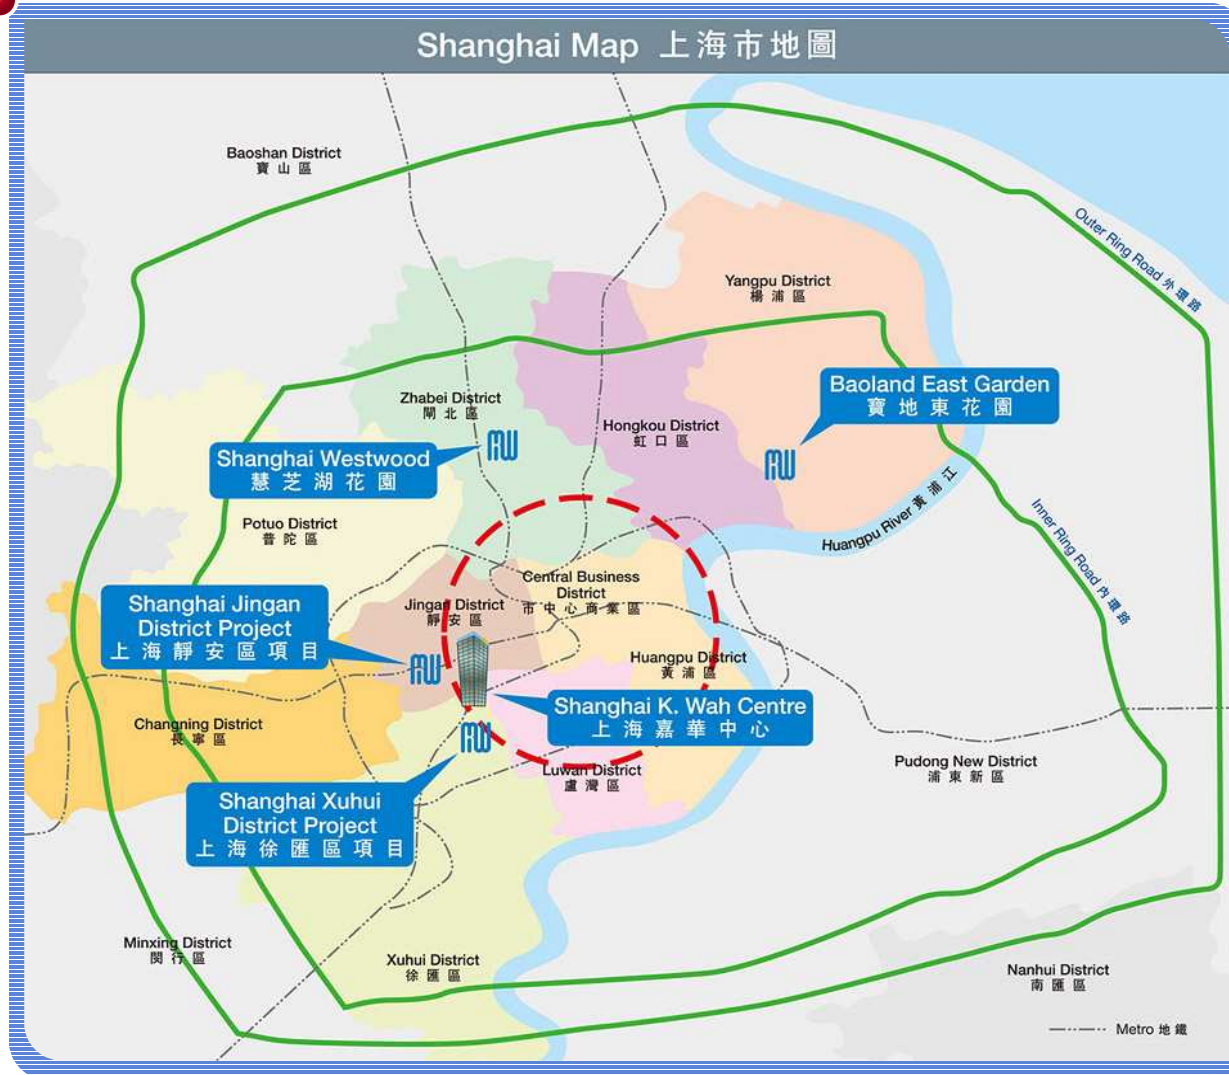 Shanghai Map 上海市地圖
Baoshan District
寶山區
Outer Ring Road 外環路
Yangpu District
楊浦區
Baoland East Garden
寶地東花園
Zhabei District
閘北區
Hongkou District
虹口區
Shanghai Westwood
慧芝湖花園
Huangpu River 黃浦江
Inner Ring Road 內環路
Potuo District
普陀區
Central Business
District
市中心商業區
Shanghai Jingan
District Project
上海靜安區項目
Jingan District
靜安區
Huangpu District
黃浦區
Shanghai K. Wah Centre
上海嘉華中心
Changning District
長寧區
Luwan District
盧灣區
Pudong New District
浦東新區
Shanghai Xuhui
District Project
上海徐匯區項目
Minxing District
閔行區
Xuhui District
徐匯區
Nanhui District
南匯區
Metro 地鐵